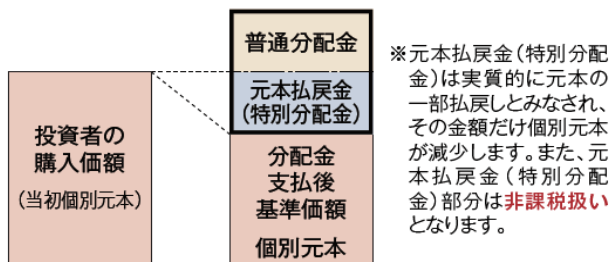 普通分配金
元本払戻金
(特別分配金)
投資者の
購入価額
(当初個別元本)
分配金
支払後
基準価額
個別元本
※元本払戻金(特別分配
金)は実質的に元本の
一部払戻しとみなされ、
その金額だけ個別元本
が減少します。また、元
本払戻金(特別分配
金)部分は非課税扱い
となります。